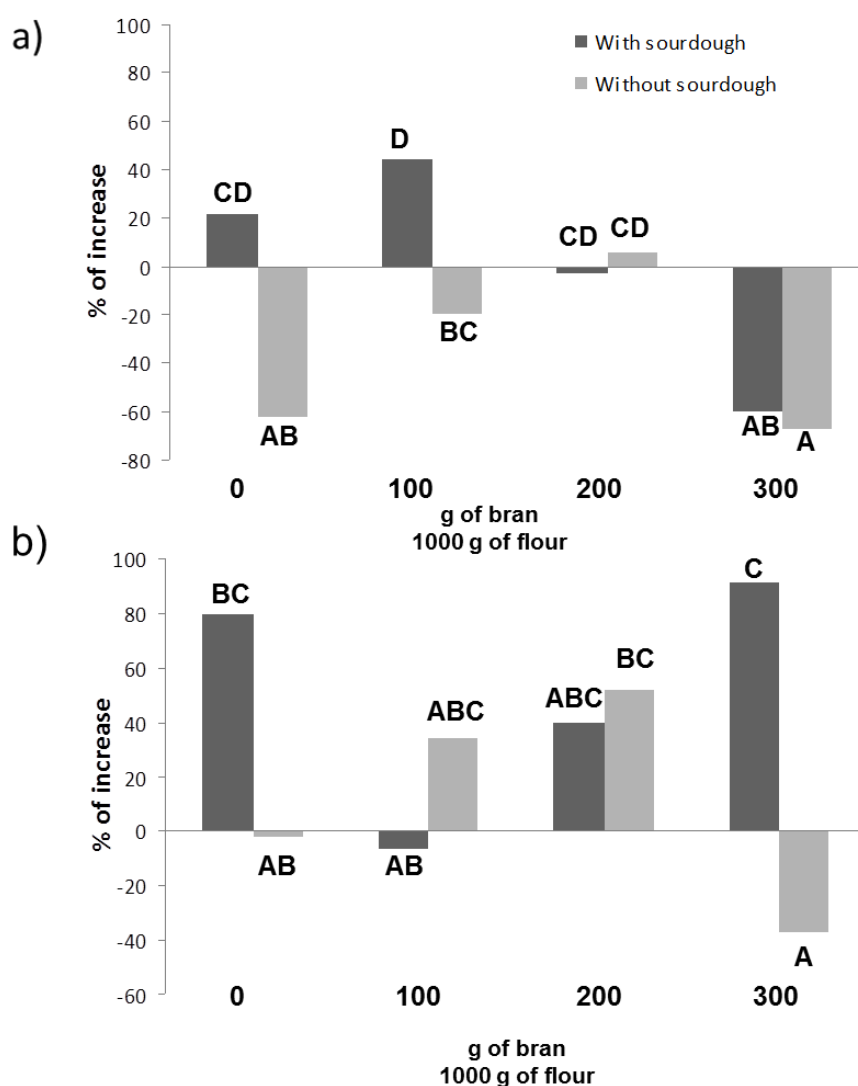 a)
100
80
60
40
20
0
-20
-40
-60
-80
% of increase
With sourdough
Without sourdough
CD
AB
D
BC
CD
CD
AB
A
0 100 200 300
g of bran
1000 g of flour
b)
100
80
60
40
20
0
-20
-40
-60
% of increase
BC
AB
AB
ABC
ABC
BC
C
A
0 100 200 300
g of bran
1000 g of flour